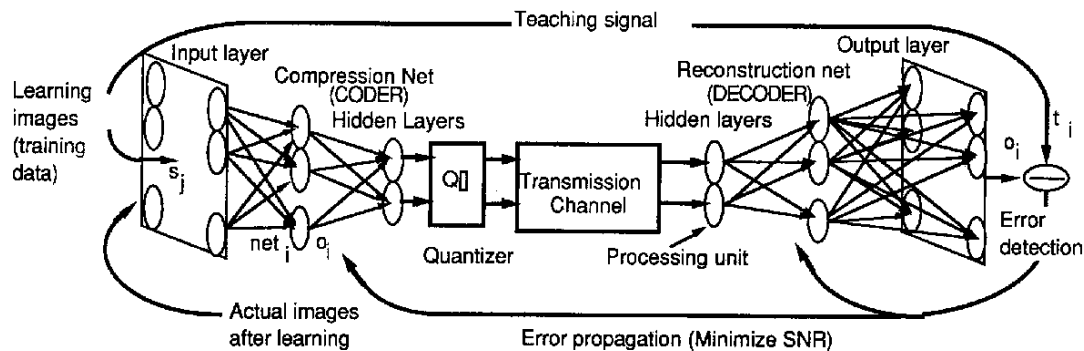 Teaching signal
Input layer
Output layer
Compression Net
(CODER)
Hidden Layers
Reconstruction net
(DECODER)
Hidden layers
Learning
images
(training
data)
s j
t i
o i
Q[]
Transmission
Channel
net i
o i
Quantizer
Processing unit
Error
detection
Actual images
after learning
Error propagation (Minimize SNR)